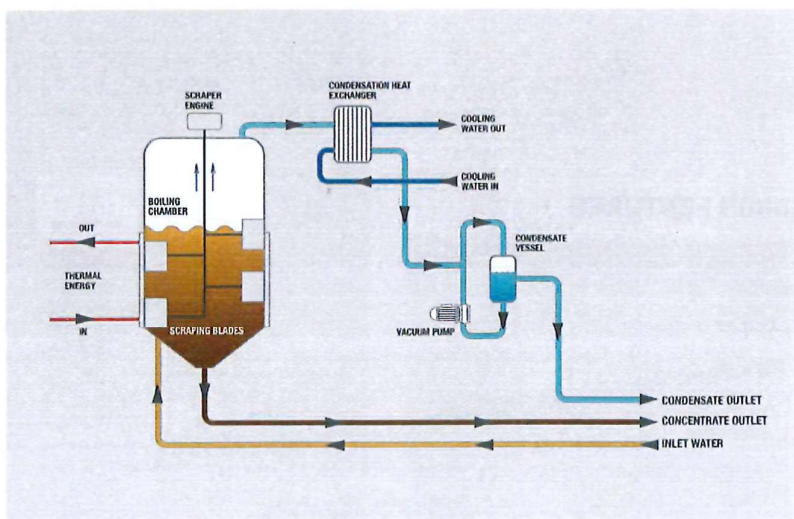 SCRAPER
ENGINE
CONDENSATION HEAT
EXCHANGER
COOLING
WATER OUT
COOLING
WATER IN
BOILING
CHAMBER
OUT
THERMAL
ENERGY
IN
SCRAPING BLADES
CONDENSATE
VESSEL
VACUUM PUMP
CONDENSATE OUTLET
CONCENTRATE OUTLET
INLET WATER